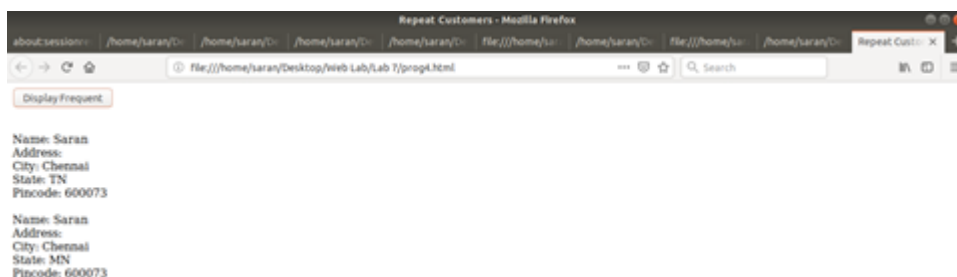 Repeat Customers - Mozilla Firefox
about:sessionre /home/saran/De /home/saran/De /home/saran/De /home/saran/De file:///home/sar /home/saran/De file:///home/sar /home/saran/De Repeat Custo ×
file:///home/saran/Desktop/Web Lab/Lab 7/prog4.html Search
Display Frequent
Name: Saran
Address:
City: Chennai
State: TN
Pincode: 600073
Name: Saran
Address:
City: Chennai
State: MN
Pincode: 600073